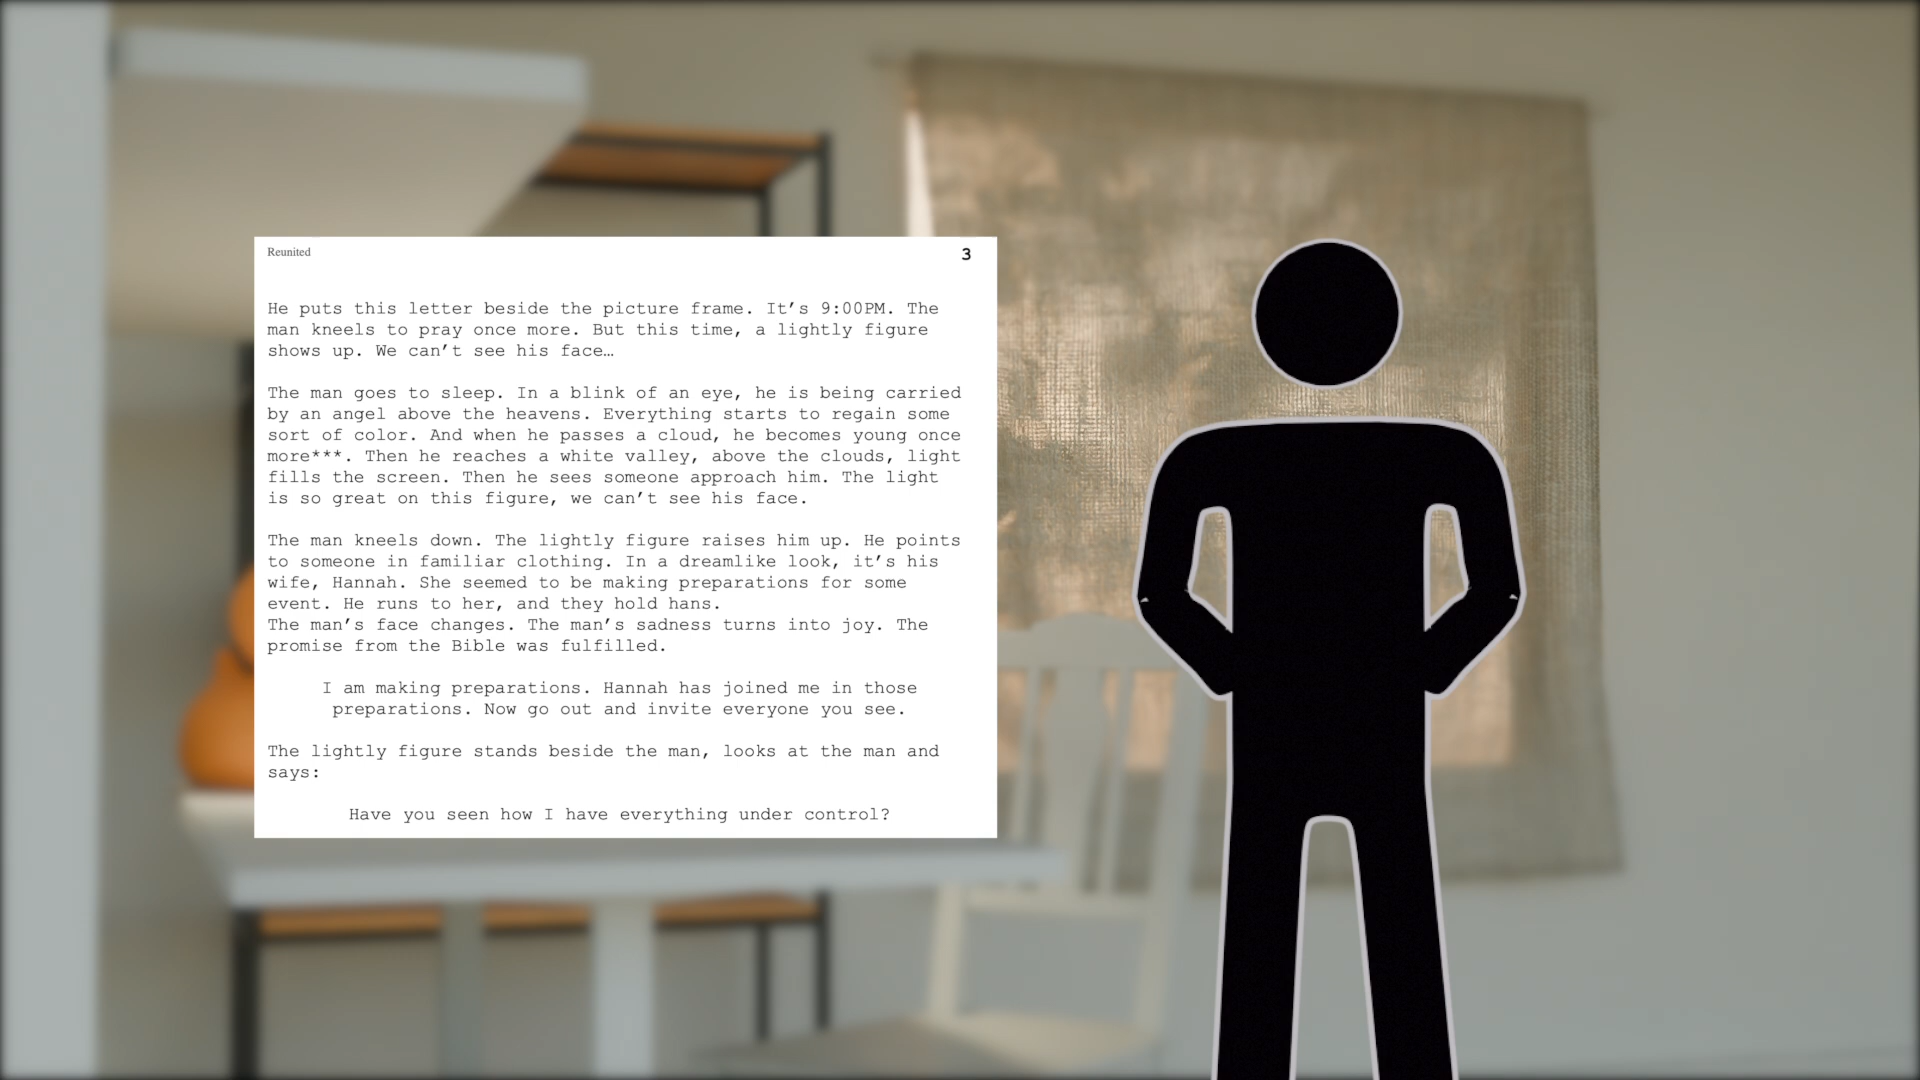 Reunited
3
He puts this letter beside the picture frame. It’s 9:00PM. The
man kneels to pray once more. But this time, a lightly figure
shows up. We can’t see his face…
The man goes to sleep. In a blink of an eye, he is being carried
by an angel above the heavens. Everything starts to regain some
sort of color. And when he passes a cloud, he becomes young once
more***. Then he reaches a white valley, above the clouds, light
fills the screen. Then he sees someone approach him. The light
is so great on this figure, we can’t see his face.
The man kneels down. The lightly figure raises him up. He points
to someone in familiar clothing. In a dreamlike look, it’s his
wife, Hannah. She seemed to be making preparations for some
event. He runs to her, and they hold hans.
The man’s face changes. The man’s sadness turns into joy. The
promise from the Bible was fulfilled.
I am making preparations. Hannah has joined me in those
preparations. Now go out and invite everyone you see.
The lightly figure stands beside the man, looks at the man and
says:
Have you seen how I have everything under control?